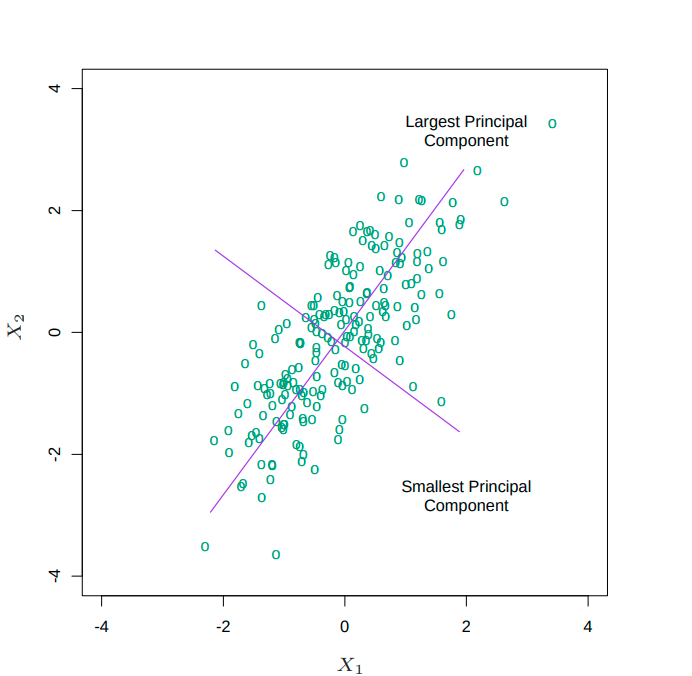 4
Largest Principal
Component
2
X₂
0
-2
Smallest Principal
Component
-4
-4 -2 0 2 4
X₁